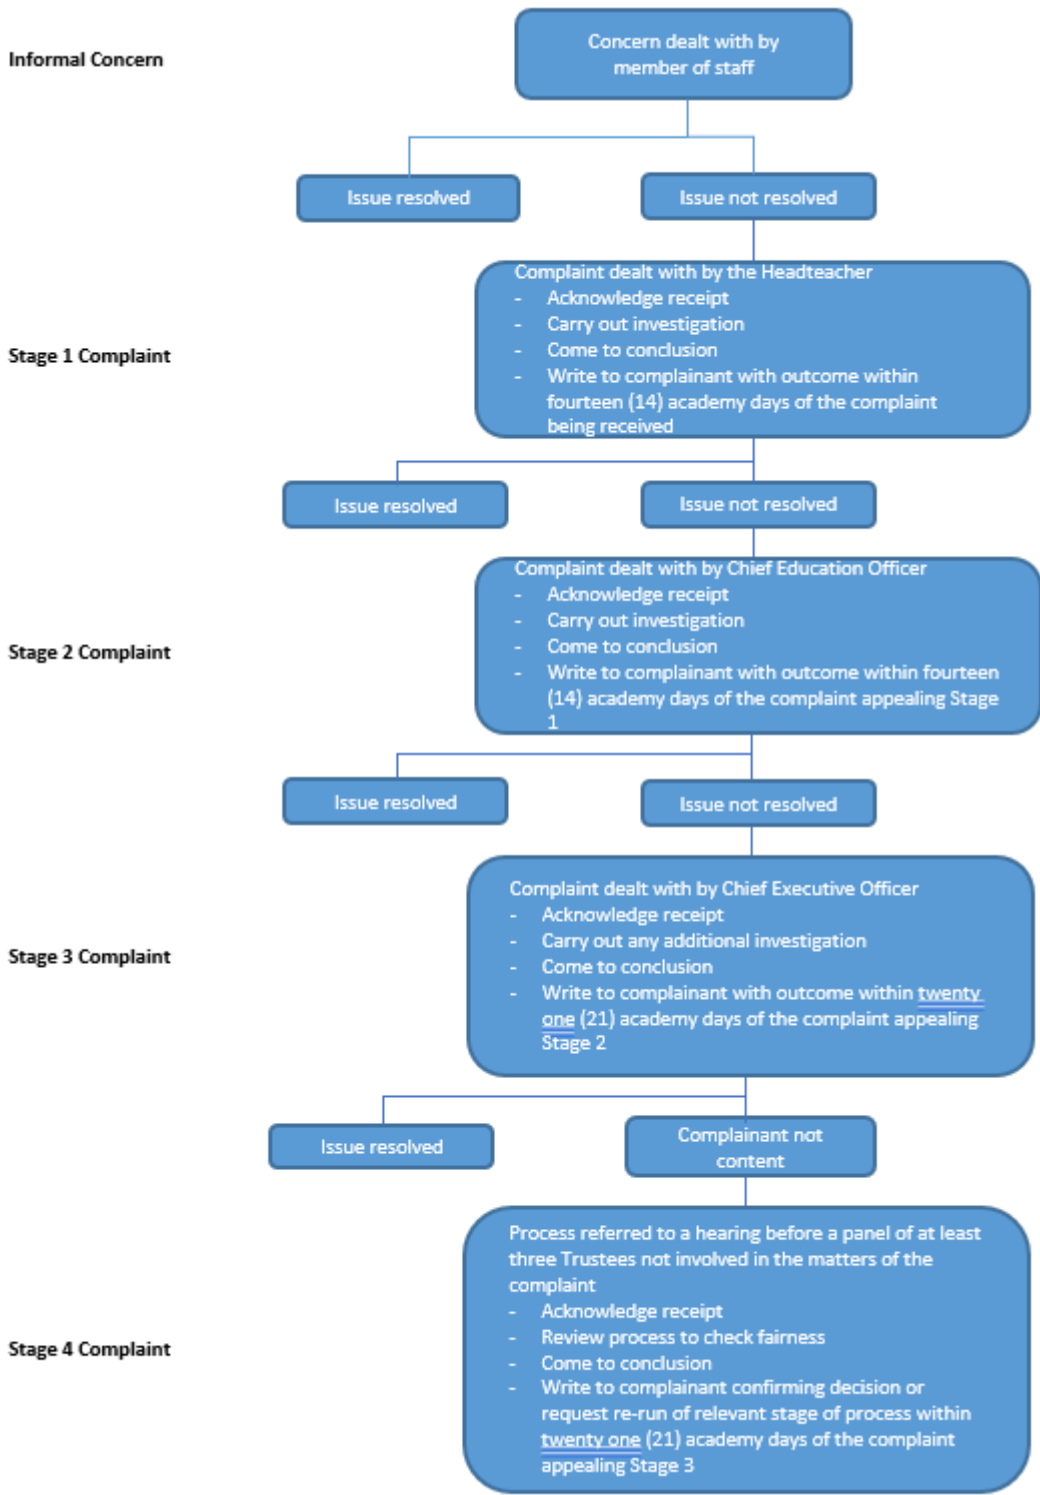 Informal Concern
Concern dealt with by
member of staff
Issue resolved
Issue not resolved
Stage 1 Complaint
Complaint dealt with by the Headteacher
- Acknowledge receipt
- Carry out investigation
- Come to conclusion
- Write to complainant with outcome within
fourteen (14) academy days of the complaint
being received
Issue resolved
Issue not resolved
Stage 2 Complaint
Complaint dealt with by Chief Education Officer
- Acknowledge receipt
- Carry out investigation
- Come to conclusion
- Write to complainant with outcome within fourteen
(14) academy days of the complaint appealing Stage
1
Issue resolved
Issue not resolved
Stage 3 Complaint
Complaint dealt with by Chief Executive Officer
- Acknowledge receipt
- Carry out any additional investigation
- Come to conclusion
- Write to complainant with outcome within twenty
one (21) academy days of the complaint appealing
Stage 2
Issue resolved
Complainant not
content
Stage 4 Complaint
Process referred to a hearing before a panel of at least
three Trustees not involved in the matters of the
complaint
- Acknowledge receipt
- Review process to check fairness
- Come to conclusion
- Write to complainant confirming decision or
request re-run of relevant stage of process within
twenty one (21) academy days of the complaint
appealing Stage 3